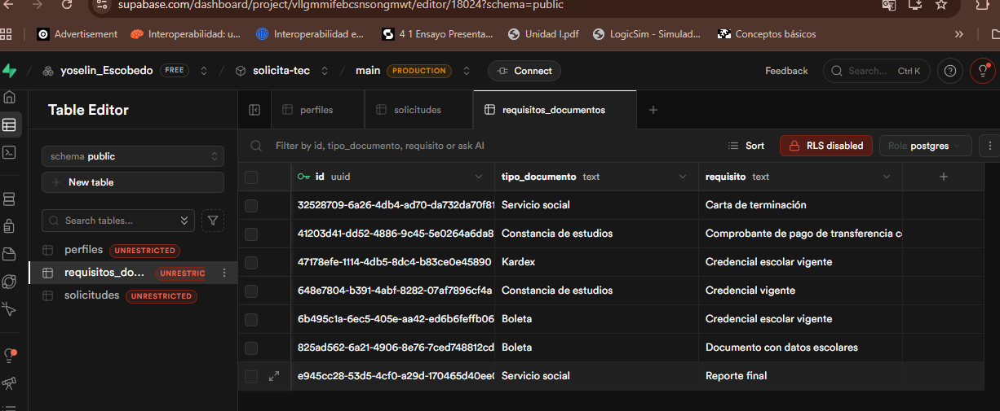 supabase.com/dashboard/project/vllgmmifebcsnsongmwt/editor/18024?schema=public
Advertisement
Interoperabilidad: u...
Interoperabilidad e...
4 1 Ensayo Presenta...
Unidad I.pdf
LogicSim - Simulad...
Conceptos básicos
yoselin_Escobedo FREE / solicita-tec / main PRODUCTION Connect
Feedback
Search... Ctrl K
Table Editor
perfiles
solicitudes
requisitos_documentos
schema public
New table
Search tables...
perfiles UNRESTRICTED
requisitos_do... UNRESTRIC
solicitudes UNRESTRICTED
Filter by id, tipo_documento, requisito or ask AI
Sort
RLS disabled
Role postgres
id uuid tipo_documento text requisito text
32528709-6a26-4db4-ad70-da732da70f81 Servicio social Carta de terminación
41203d41-dd52-4886-9c45-5e0264a6da8 Constancia de estudios Comprobante de pago de transferencia c
47178efe-1114-4db5-8dc4-b83ce0e45890 Kardex Credencial escolar vigente
648e7804-b391-4abf-8282-07af7896cf4a Constancia de estudios Credencial vigente
6b495c1a-6ec5-405e-aa42-ed6b6feffb06 Boleta Credencial escolar vigente
825ad562-6a21-4906-8e76-7ced748812cd Boleta Documento con datos escolares
e945cc28-53d5-4cf0-a29d-170465d40ee Servicio social Reporte final